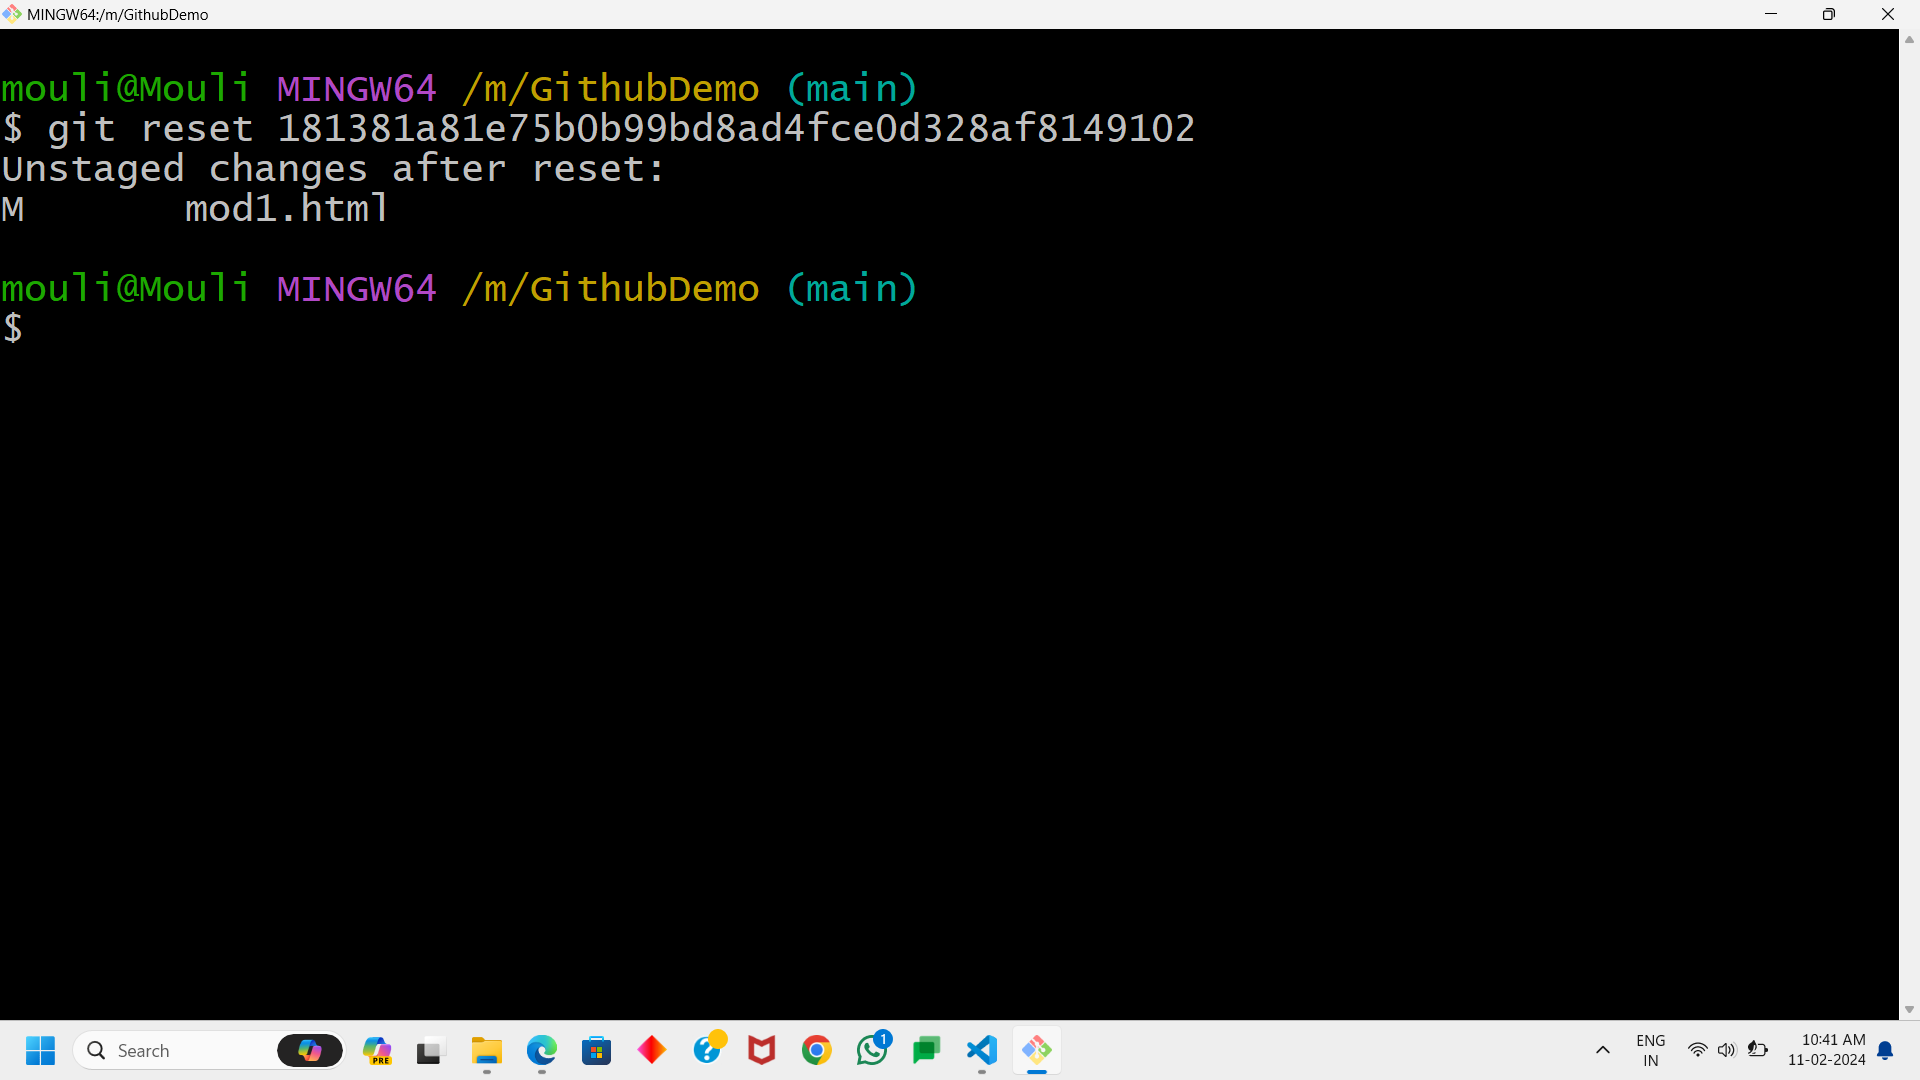 MINGW64:/m/GithubDemo
mouli@Mouli MINGW64 /m/GithubDemo (main)
$ git reset 181381a81e75b0b99bd8ad4fce0d328af8149102
Unstaged changes after reset:
M       mod1.html
mouli@Mouli MINGW64 /m/GithubDemo (main)
$
Search
PRE
1
ENG
IN
10:41 AM
11-02-2024